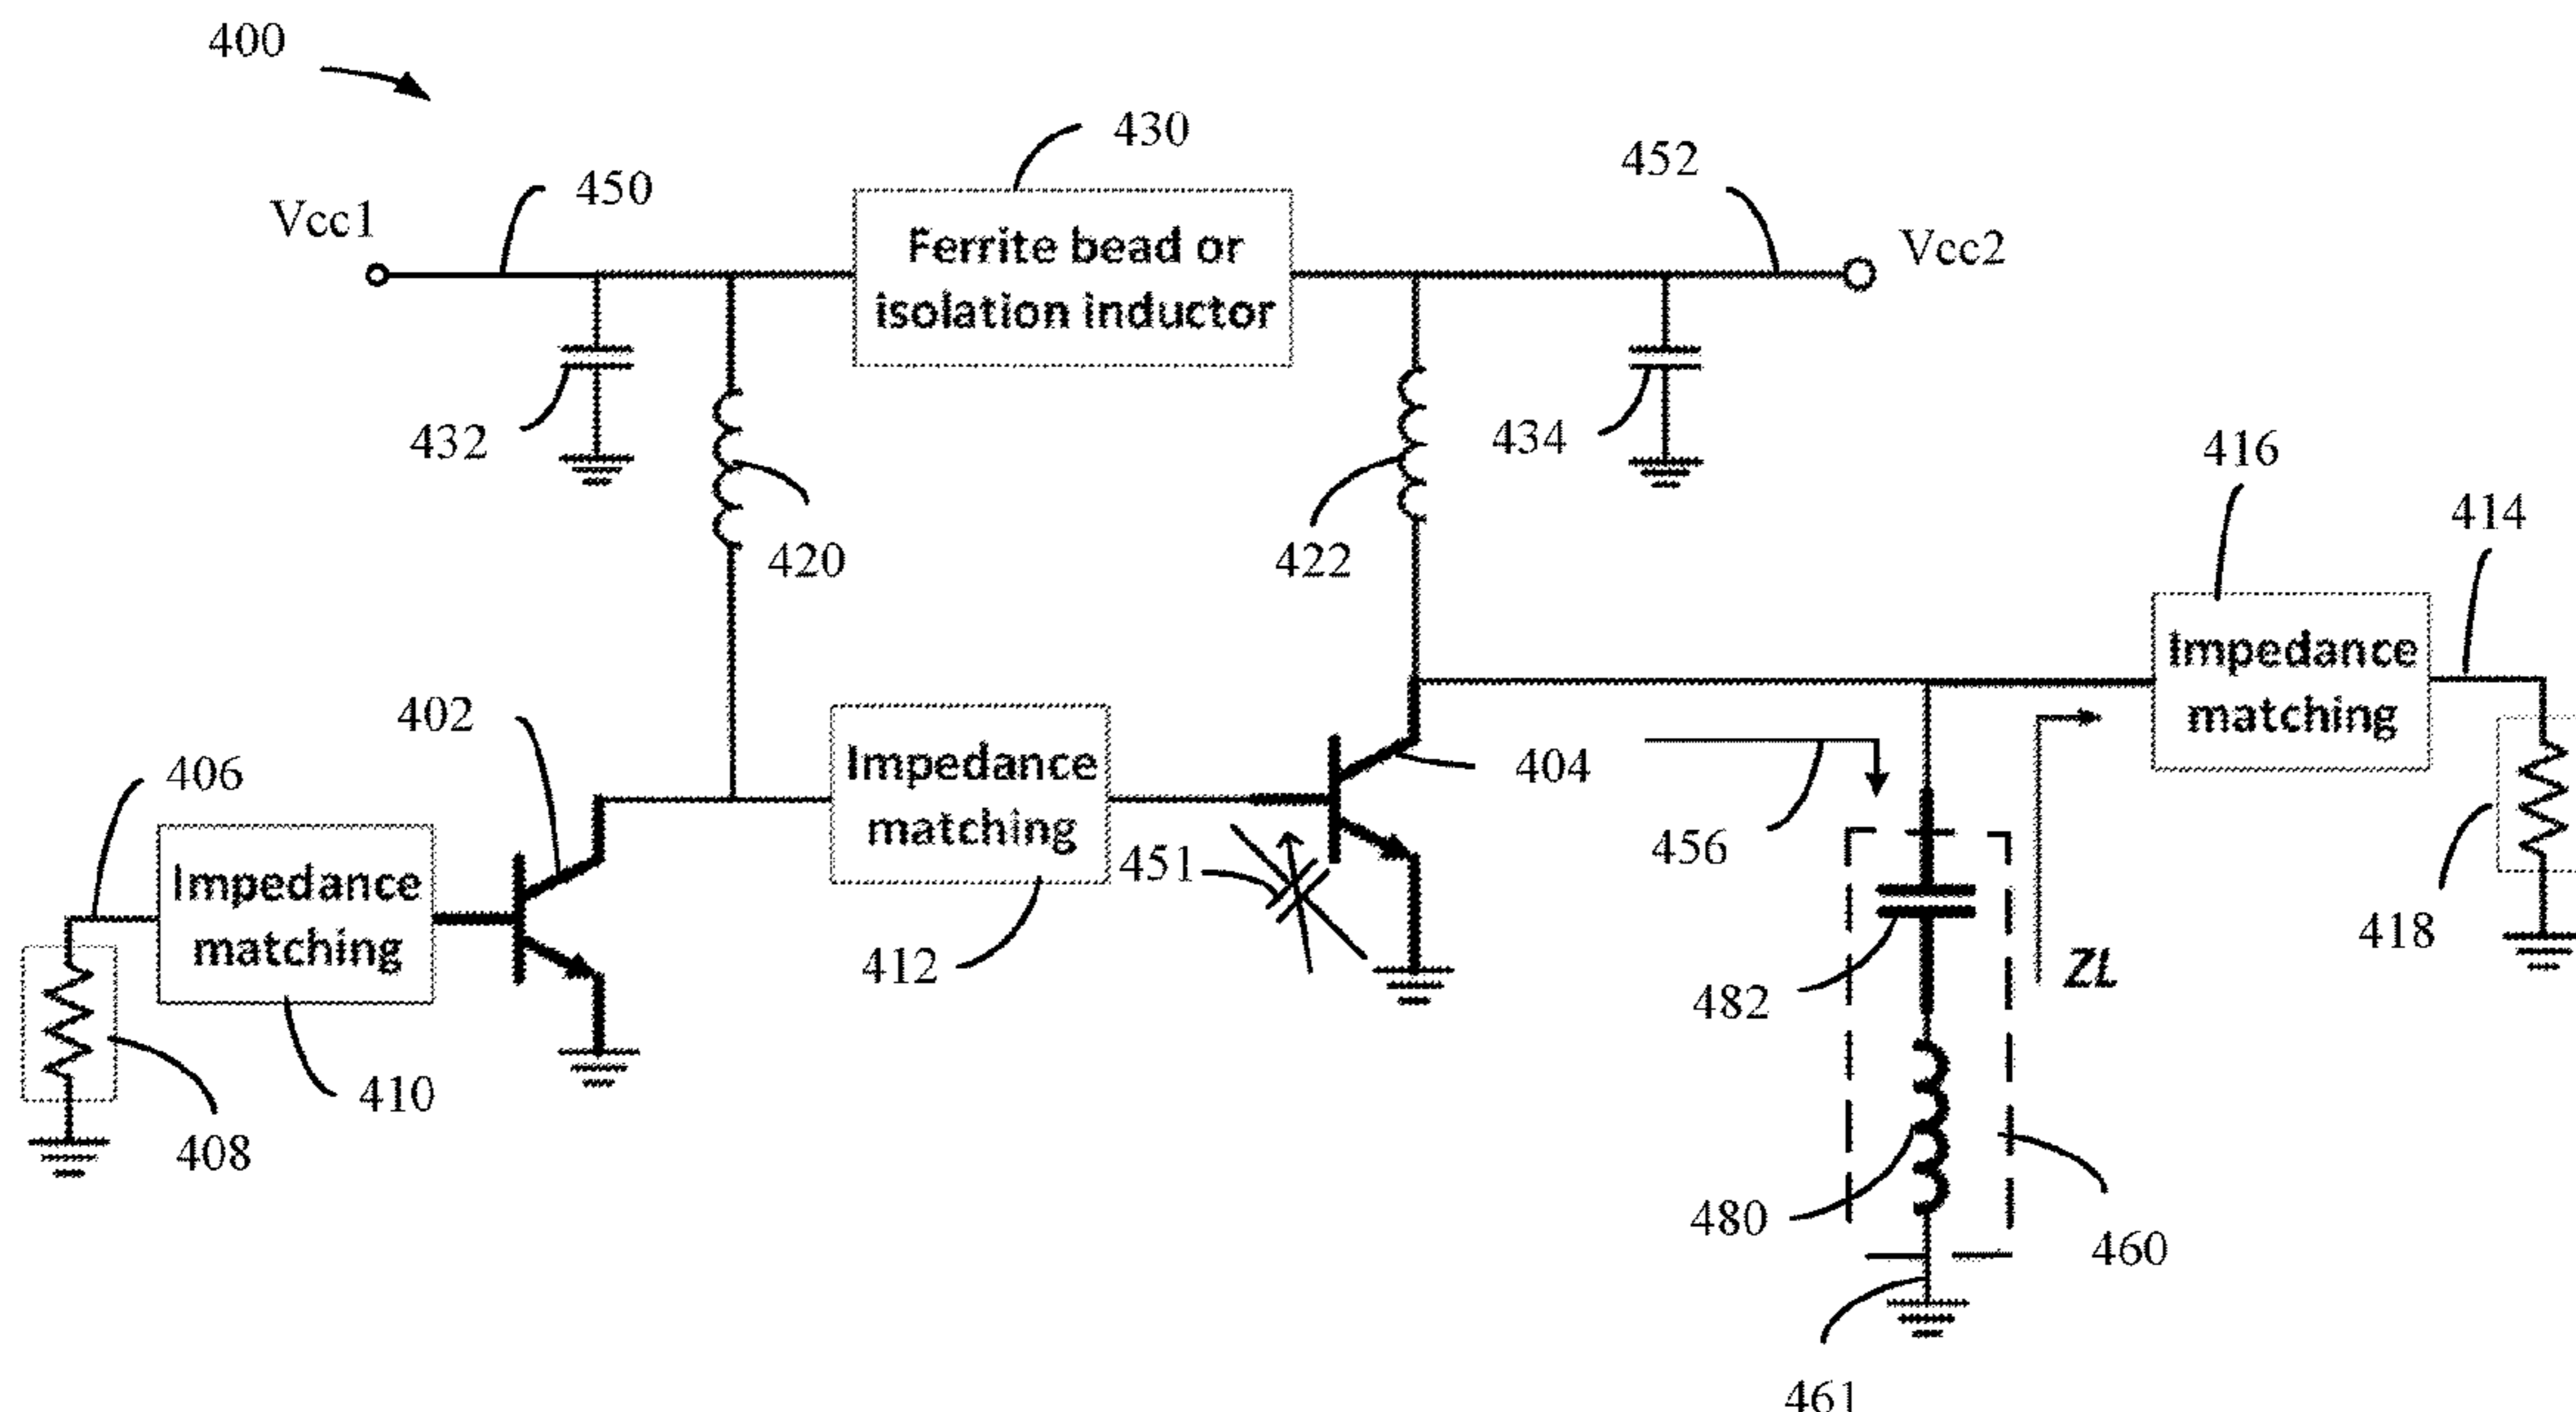 400
430
452
450
Vcc1
Ferrite bead or
isolation inductor
Vcc2
432
434
416
414
420
422
Impedance
matching
402
406
Impedance
matching
404
456
451
Impedance
matching
412
418
482
ZL
410
408
480
460
461